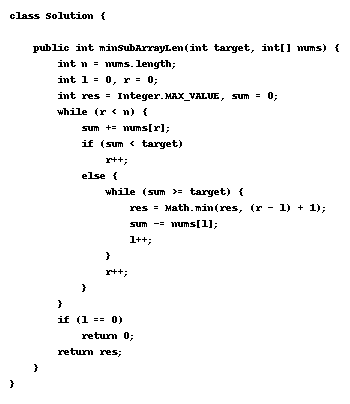 class Solution {
public int minSubArrayLen(int target, int[] nums) {
int n = nums.length;
int l = 0, r = 0;
int res = Integer.MAX_VALUE, sum = 0;
while (r < n) {
sum += nums[r];
if (sum < target)
r++;
else {
while (sum >= target) {
res = Math.min(res, (r - l) + 1);
sum -= nums[l];
l++;
}
r++;
}
}
if (l == 0)
return 0;
return res;
}
}